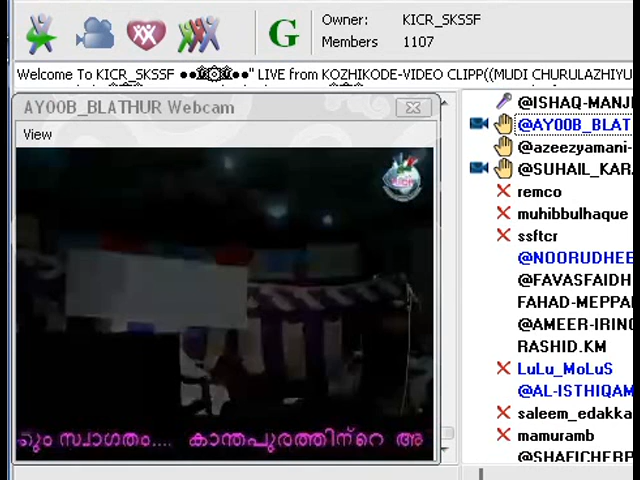 Owner: KICR_SKSSF
Members 1107
Welcome To KICR_SKSSF ●●۞●●" LIVE from KOZHIKODE-VIDEO CLIPP((MUDI CHURULAZHIYU
AY00B_BLATHUR Webcam
View
സ്വാഗതം.... കാന്തപുരത്തിന്റെ അ
@ISHAQ-MANJ
@AY00B_BLAT
@azeezyamani-
@SUHAIL_KAR
remco
muhibbulhaque
ssftcr
@NOORUDHEE
@FAVASFAIDH
FAHAD-MEPPA
@AMEER-IRING
RASHID.KM
LuLu_MoLuS
@AL-ISTHIQAM
saleem_edakka
mamuramb
@SHAFICHERP